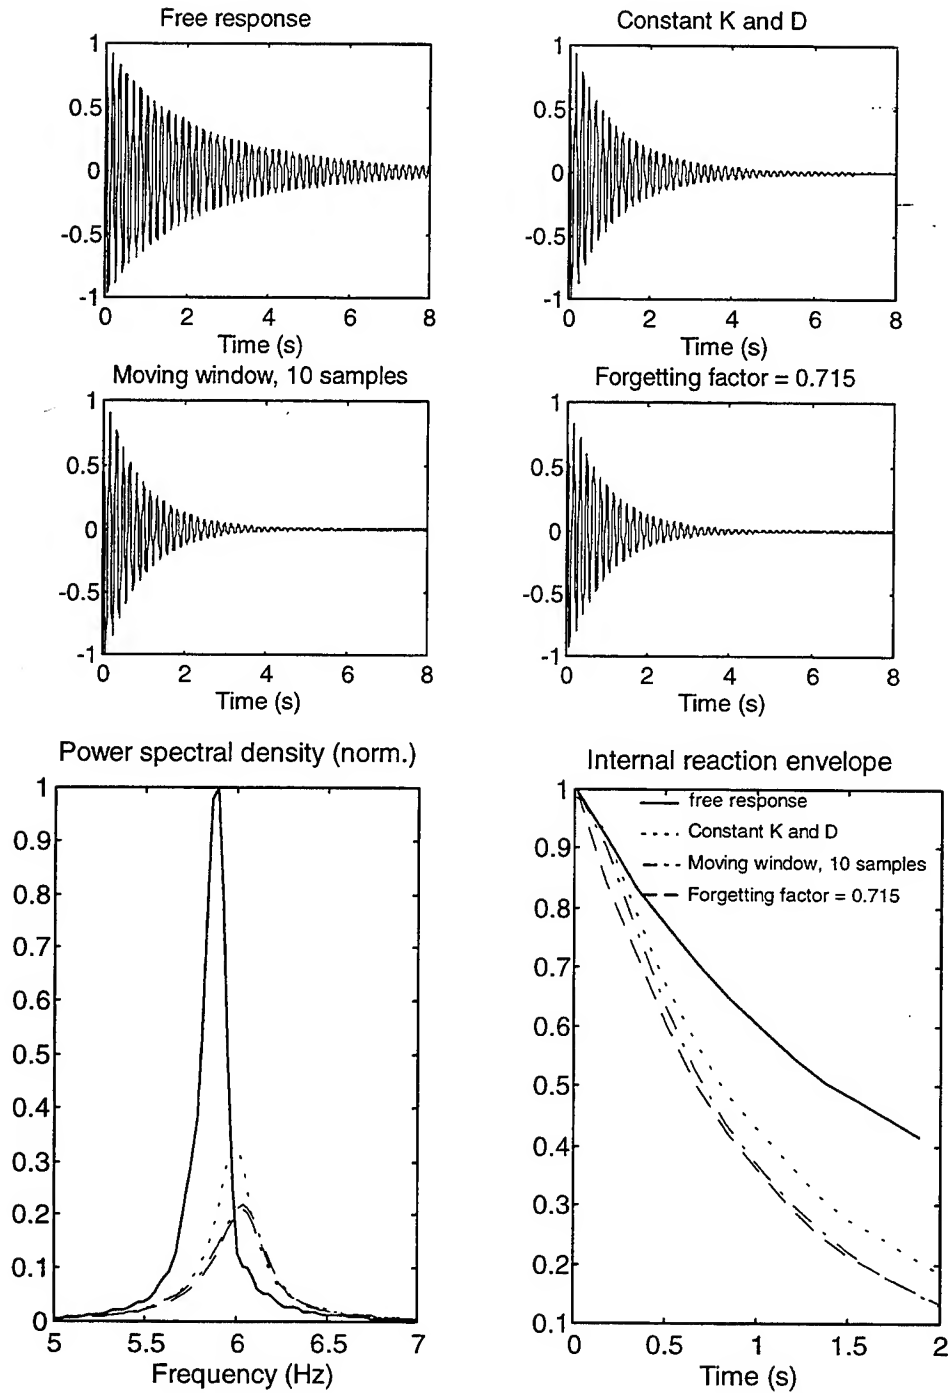 Free response
1
0.5
0
-0.5
-1
0 2 4 6 8
Time (s)
Constant K and D
1
0.5
0
-0.5
-1
0 2 4 6 8
Time (s)
Moving window, 10 samples
1
0.5
0
-0.5
-1
0 2 4 6 8
Time (s)
Forgetting factor = 0.715
1
0.5
0
-0.5
-1
0 2 4 6 8
Time (s)
Power spectral density (norm.)
1
0.9
0.8
0.7
0.6
0.5
0.4
0.3
0.2
0.1
0
5 5.5 6 6.5 7
Frequency (Hz)
Internal reaction envelope
free response
Constant K and D
Moving window, 10 samples
Forgetting factor = 0.715
1
0.9
0.8
0.7
0.6
0.5
0.4
0.3
0.2
0.1
0 0.5 1 1.5 2
Time (s)